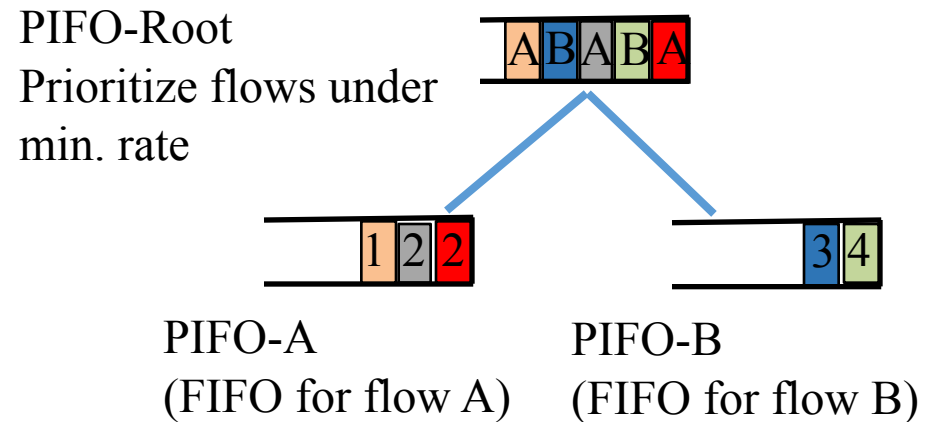 PIFO-Root
Prioritize flows under
min. rate
A B A B A
1 2 2
3 4
PIFO-A
(FIFO for flow A)
PIFO-B
(FIFO for flow B)